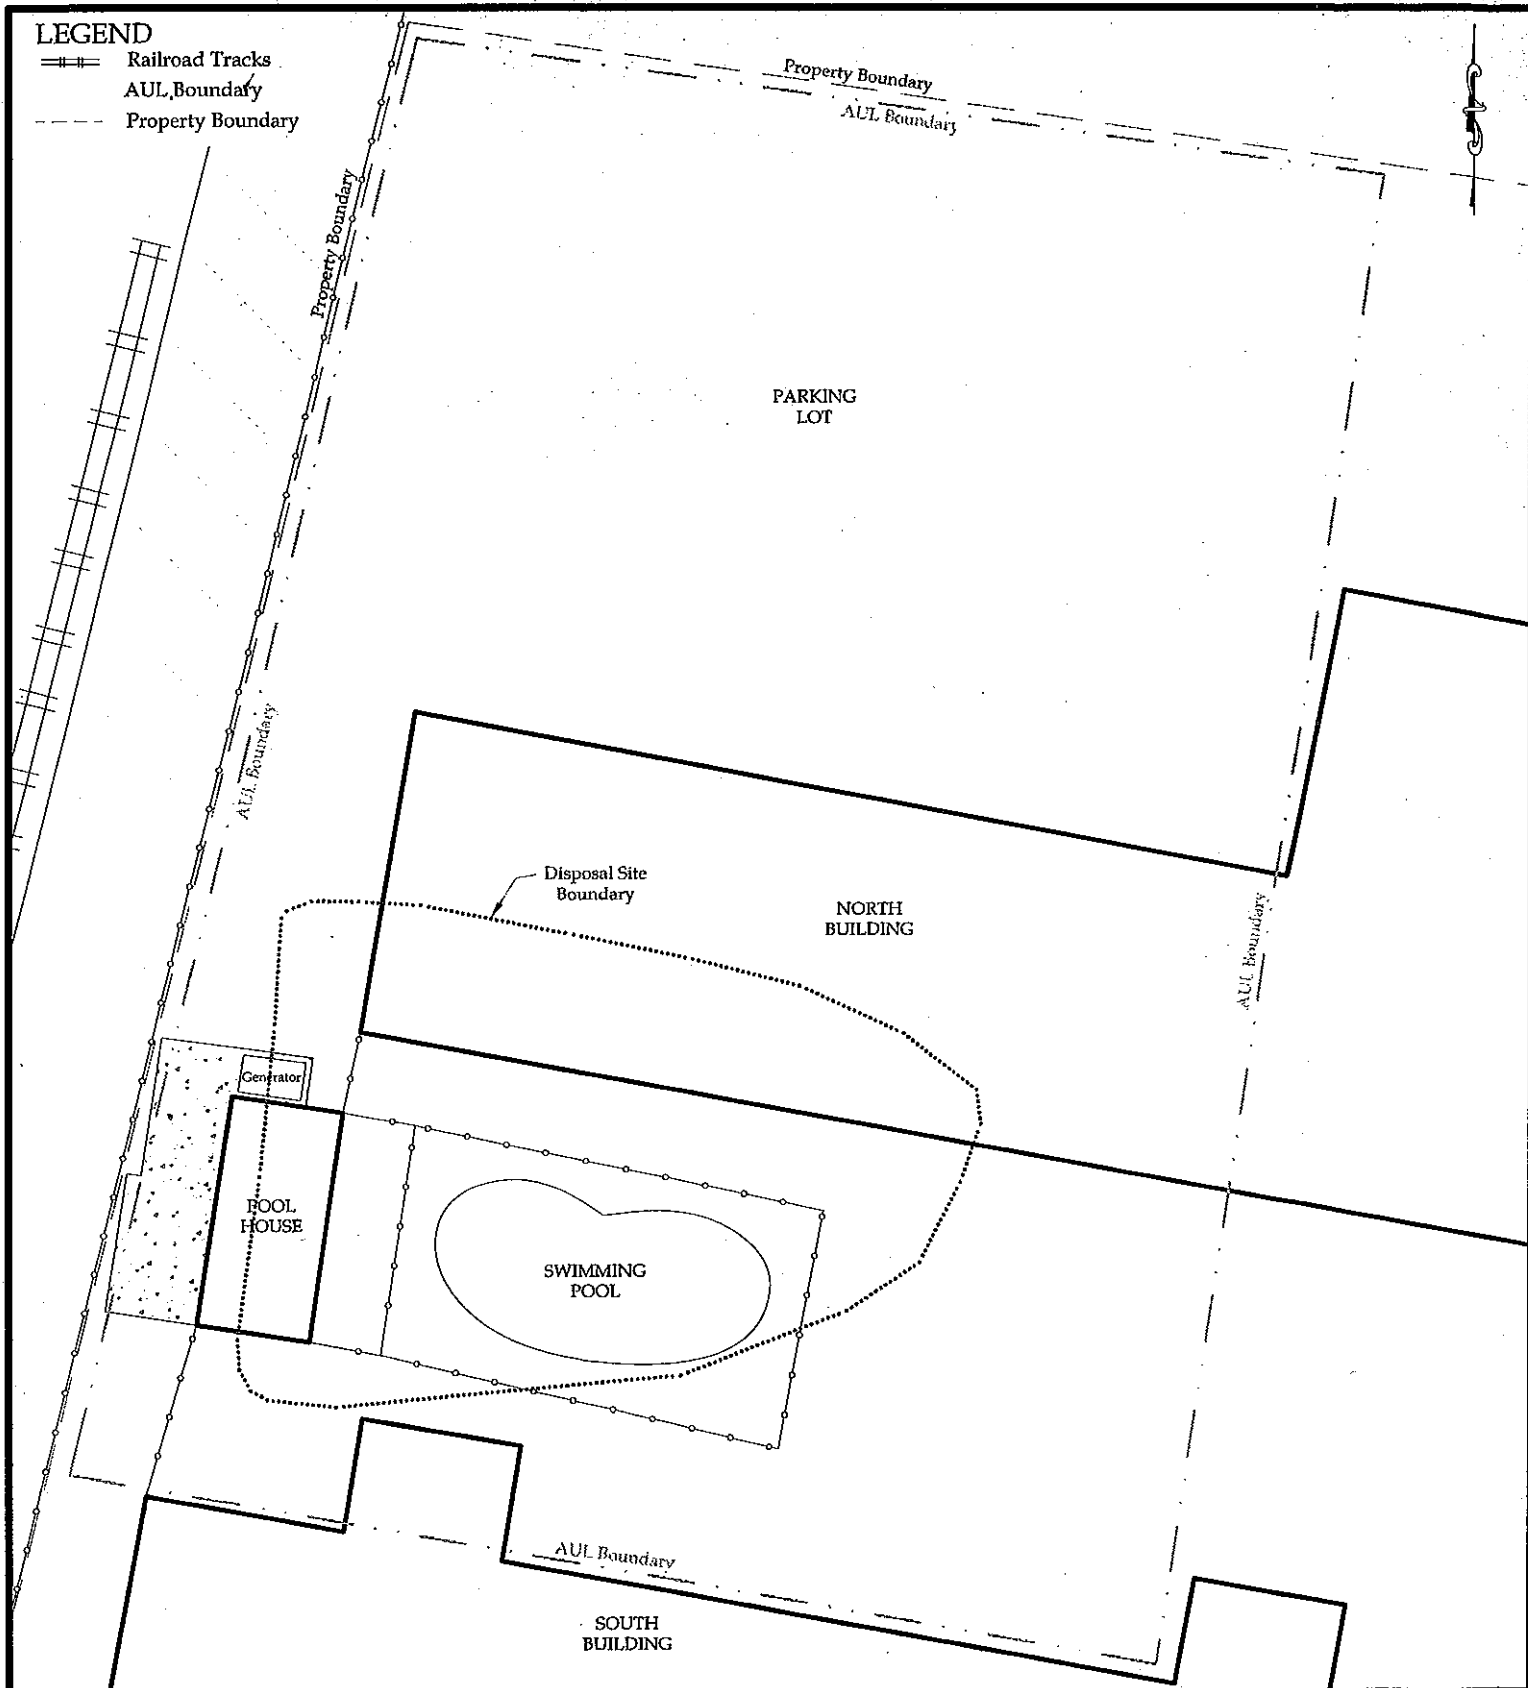 LEGEND
Railroad Tracks
AUL Boundary
Property Boundary
Property Boundary
AUL Boundary
Property Boundary
PARKING
LOT
AUL Boundary
Disposal Site
Boundary
NORTH
BUILDING
AUL Boundary
Generator
POOL
HOUSE
SWIMMING
POOL
AUL Boundary
SOUTH
BUILDING